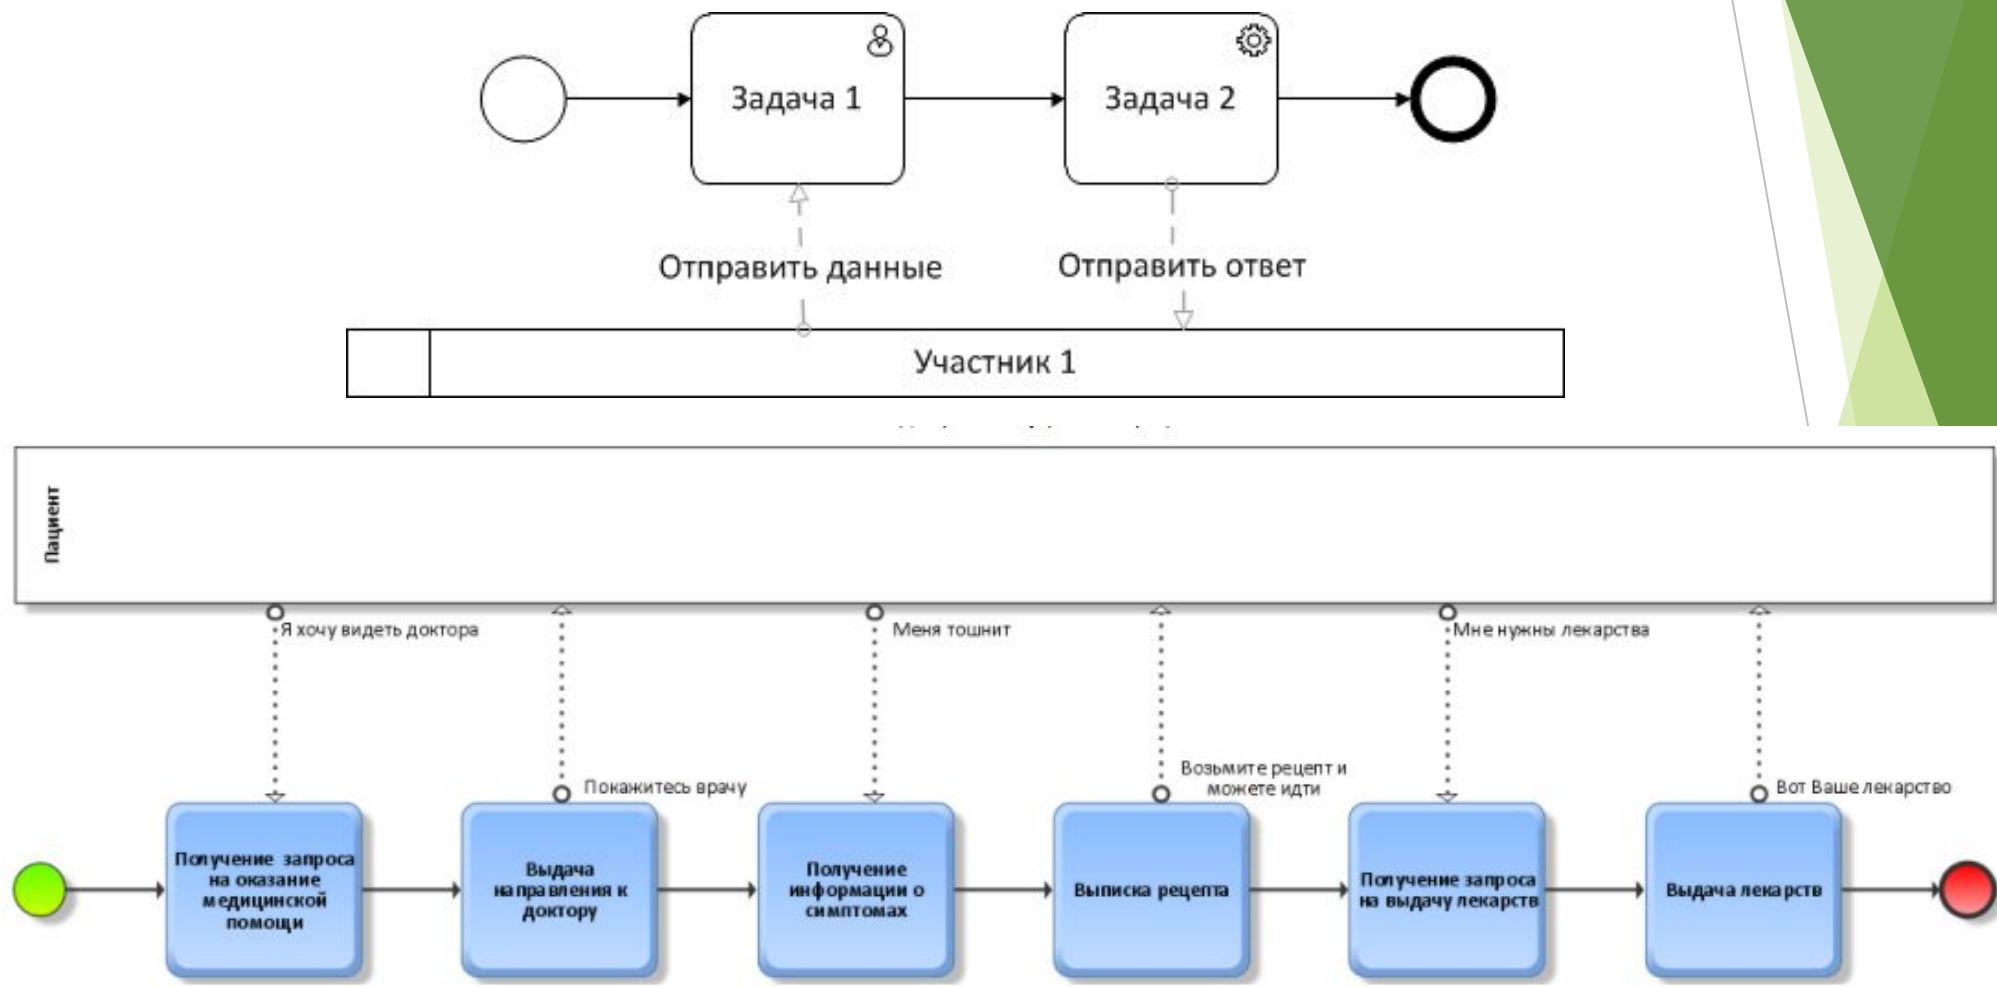 Задача 1
Задача 2
Отправить данные
Отправить ответ
Участник 1
Пациент
Я хочу видеть доктора
Меня тошнит
Мне нужны лекарства
Покажитесь врачу
Возьмите рецепт и
можете идти
Вот Ваше лекарство
Получение запроса
на оказание
медицинской
помощи
Выдача
направления к
доктору
Получение
информации о
симптомах
Выписка рецепта
Получение запроса
на выдачу лекарств
Выдача лекарств